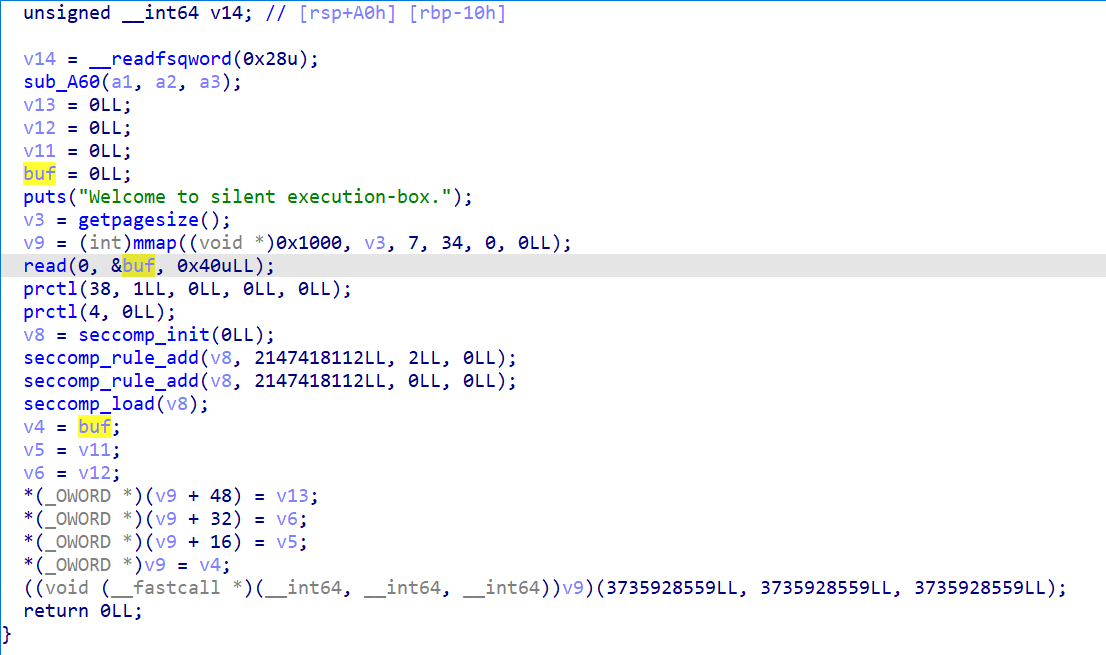 unsigned __int64 v14; // [rsp+A0h] [rbp-10h]
v14 = __readfsqword(0x28u);
sub_A60(a1, a2, a3);
v13 = 0LL;
v12 = 0LL;
v11 = 0LL;
buf = 0LL;
puts("Welcome to silent execution-box.");
v3 = getpagesize();
v9 = (int)mmap((void *)0x1000, v3, 7, 34, 0, 0LL);
read(0, &buf, 0x40uLL);
prctl(38, 1LL, 0LL, 0LL, 0LL);
prctl(4, 0LL);
v8 = seccomp_init(0LL);
seccomp_rule_add(v8, 2147418112LL, 2LL, 0LL);
seccomp_rule_add(v8, 2147418112LL, 0LL, 0LL);
seccomp_load(v8);
v4 = buf;
v5 = v11;
v6 = v12;
*(_OWORD *)(v9 + 48) = v13;
*(_OWORD *)(v9 + 32) = v6;
*(_OWORD *)(v9 + 16) = v5;
*(_OWORD *)v9 = v4;
((void (__fastcall *)(__int64, __int64, __int64))v9)(3735928559LL, 3735928559LL, 3735928559LL);
return 0LL;
}